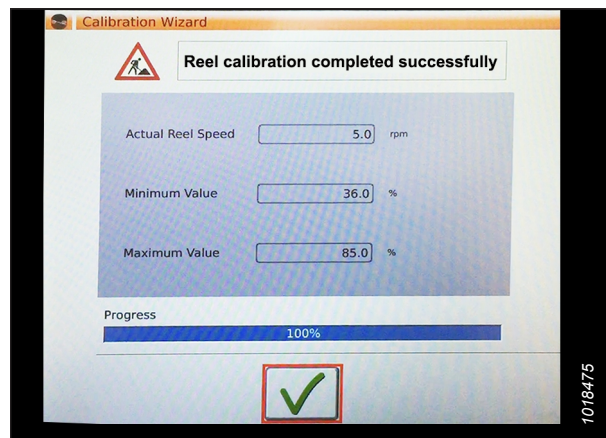 Calibration Wizard
Reel calibration completed successfully
Actual Reel Speed 5.0 rpm
Minimum Value 36.0 %
Maximum Value 85.0 %
Progress
100%
1018475